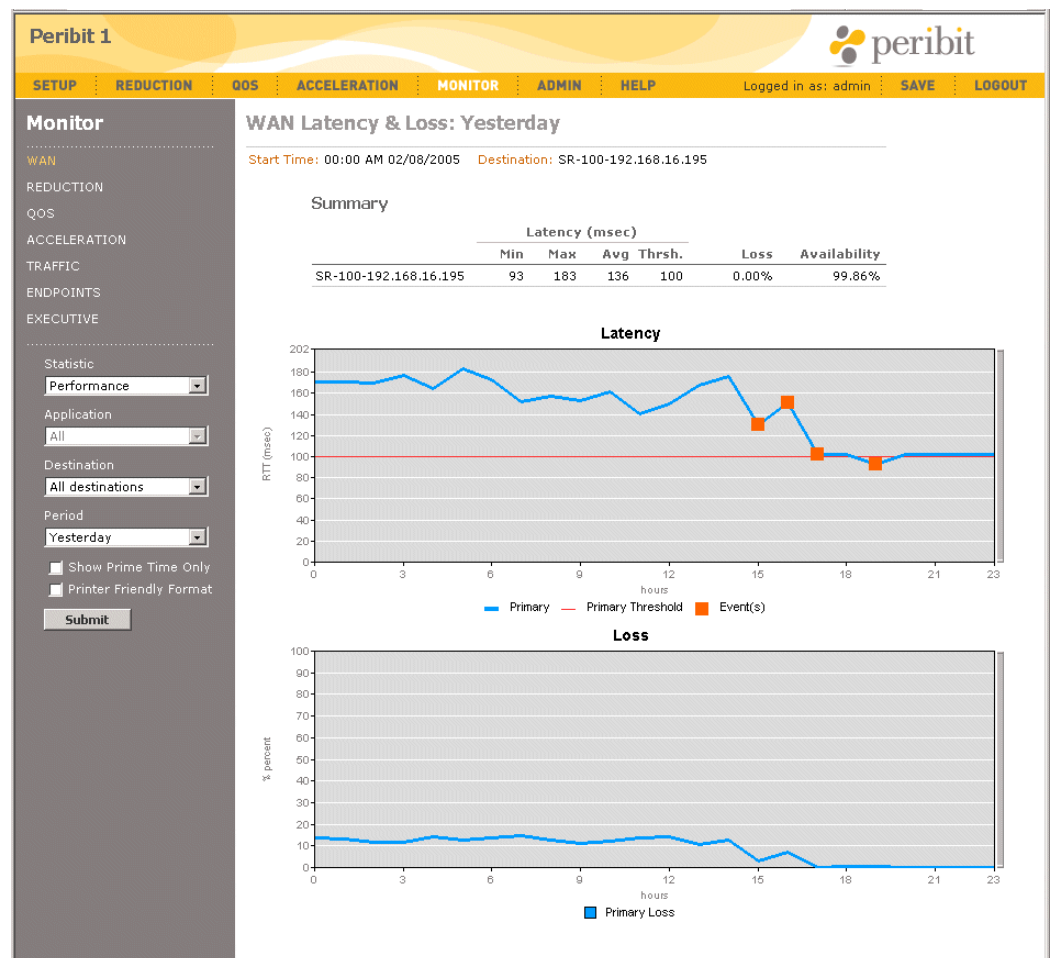 Peribit 1
peribit
SETUP REDUCTION QOS ACCELERATION MONITOR ADMIN HELP Logged in as: admin SAVE LOGOUT
Monitor
WAN
REDUCTION
QOS
ACCELERATION
TRAFFIC
ENDPOINTS
EXECUTIVE
Statistic
Performance
Application
All
Destination
All destinations
Period
Yesterday
Show Prime Time Only
Printer Friendly Format
Submit
WAN Latency & Loss: Yesterday
Start Time: 00:00 AM 02/08/2005 Destination: SR-100-192.168.16.195
Summary
Latency (msec)
Min Max Avg Thrsh. Loss Availability
SR-100-192.168.16.195 93 183 136 100 0.00% 99.86%
Latency
202
180
160
140
120
100
80
60
40
20
0
RTT (msec)
0 3 6 9 12 15 18 21 23
hours
Primary Primary Threshold Event(s)
Loss
100
90
80
70
60
50
40
30
20
10
0
% percent
0 3 6 9 12 15 18 21 23
hours
Primary Loss